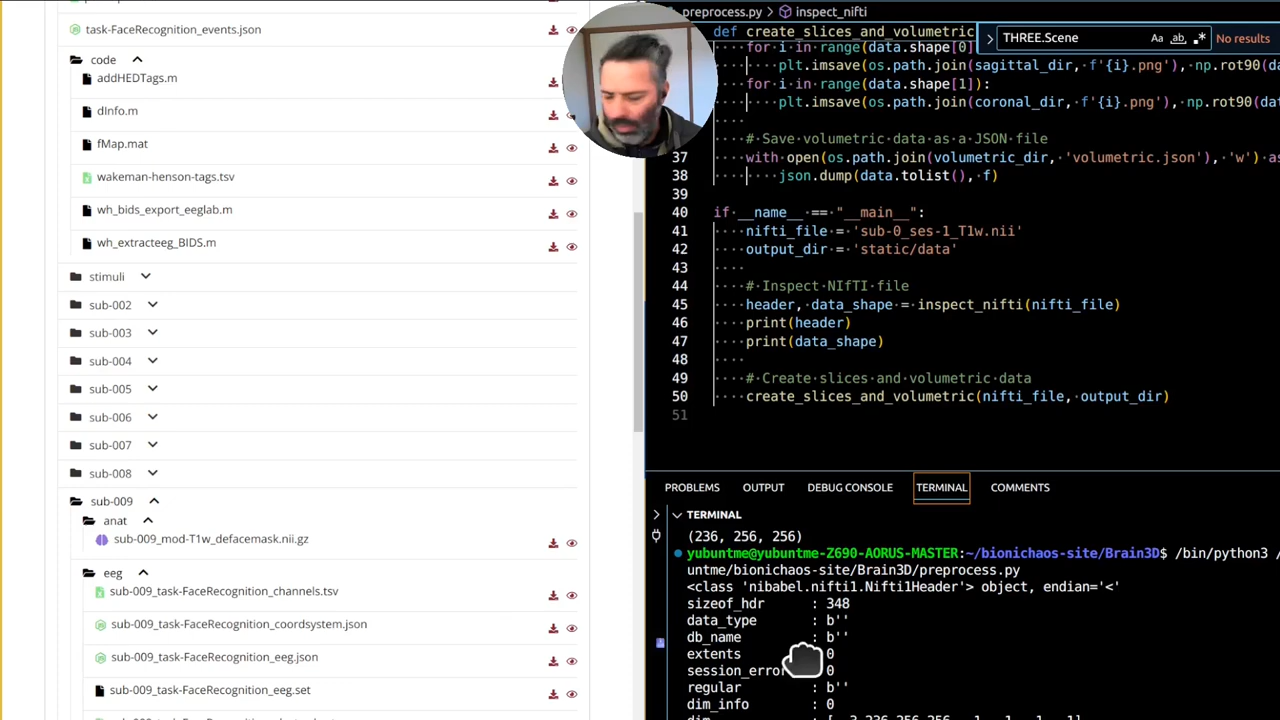 task-FaceRecognition_events.json
code
addHEDTags.m
dInfo.m
fMap.mat
wakeman-henson-tags.tsv
wh_bids_export_eeglab.m
wh_extracteeg_BIDS.m
stimuli
sub-002
sub-003
sub-004
sub-005
sub-006
sub-007
sub-008
sub-009
anat
sub-009_mod-T1w_defacemask.nii.gz
eeg
sub-009_task-FaceRecognition_channels.tsv
sub-009_task-FaceRecognition_coordsystem.json
sub-009_task-FaceRecognition_eeg.json
sub-009_task-FaceRecognition_eeg.set
preprocess.py > inspect_nifti
THREE.Scene Aa ab .* No results
def create_slices_and_volumetric
for i in range(data.shape[0]
plt.imsave(os.path.join(sagittal_dir, f'{i}.png'), np.rot90(da
for i in range(data.shape[1]):
plt.imsave(os.path.join(coronal_dir, f'{i}.png'), np.rot90(dat
# Save volumetric data as a JSON file
37 with open(os.path.join(volumetric_dir, 'volumetric.json'), 'w') as
38 json.dump(data.tolist(), f)
39
40 if __name__ == "__main__":
41 nifti_file = 'sub-0_ses-1_T1w.nii'
42 output_dir = 'static/data'
43
44 # Inspect NIfTI file
45 header, data_shape = inspect_nifti(nifti_file)
46 print(header)
47 print(data_shape)
48
49 # Create slices and volumetric data
50 create_slices_and_volumetric(nifti_file, output_dir)
51
PROBLEMS OUTPUT DEBUG CONSOLE TERMINAL COMMENTS
TERMINAL
(236, 256, 256)
yubuntme@yubuntme-Z690-AORUS-MASTER:~/bionichaos-site/Brain3D$ /bin/python3 /
untme/bionichaos-site/Brain3D/preprocess.py
<class 'nibabel.nifti1.Nifti1Header'> object, endian='<'
sizeof_hdr : 348
data_type : b''
db_name : b''
extents 0
session_error 0
regular : b''
dim_info : 0